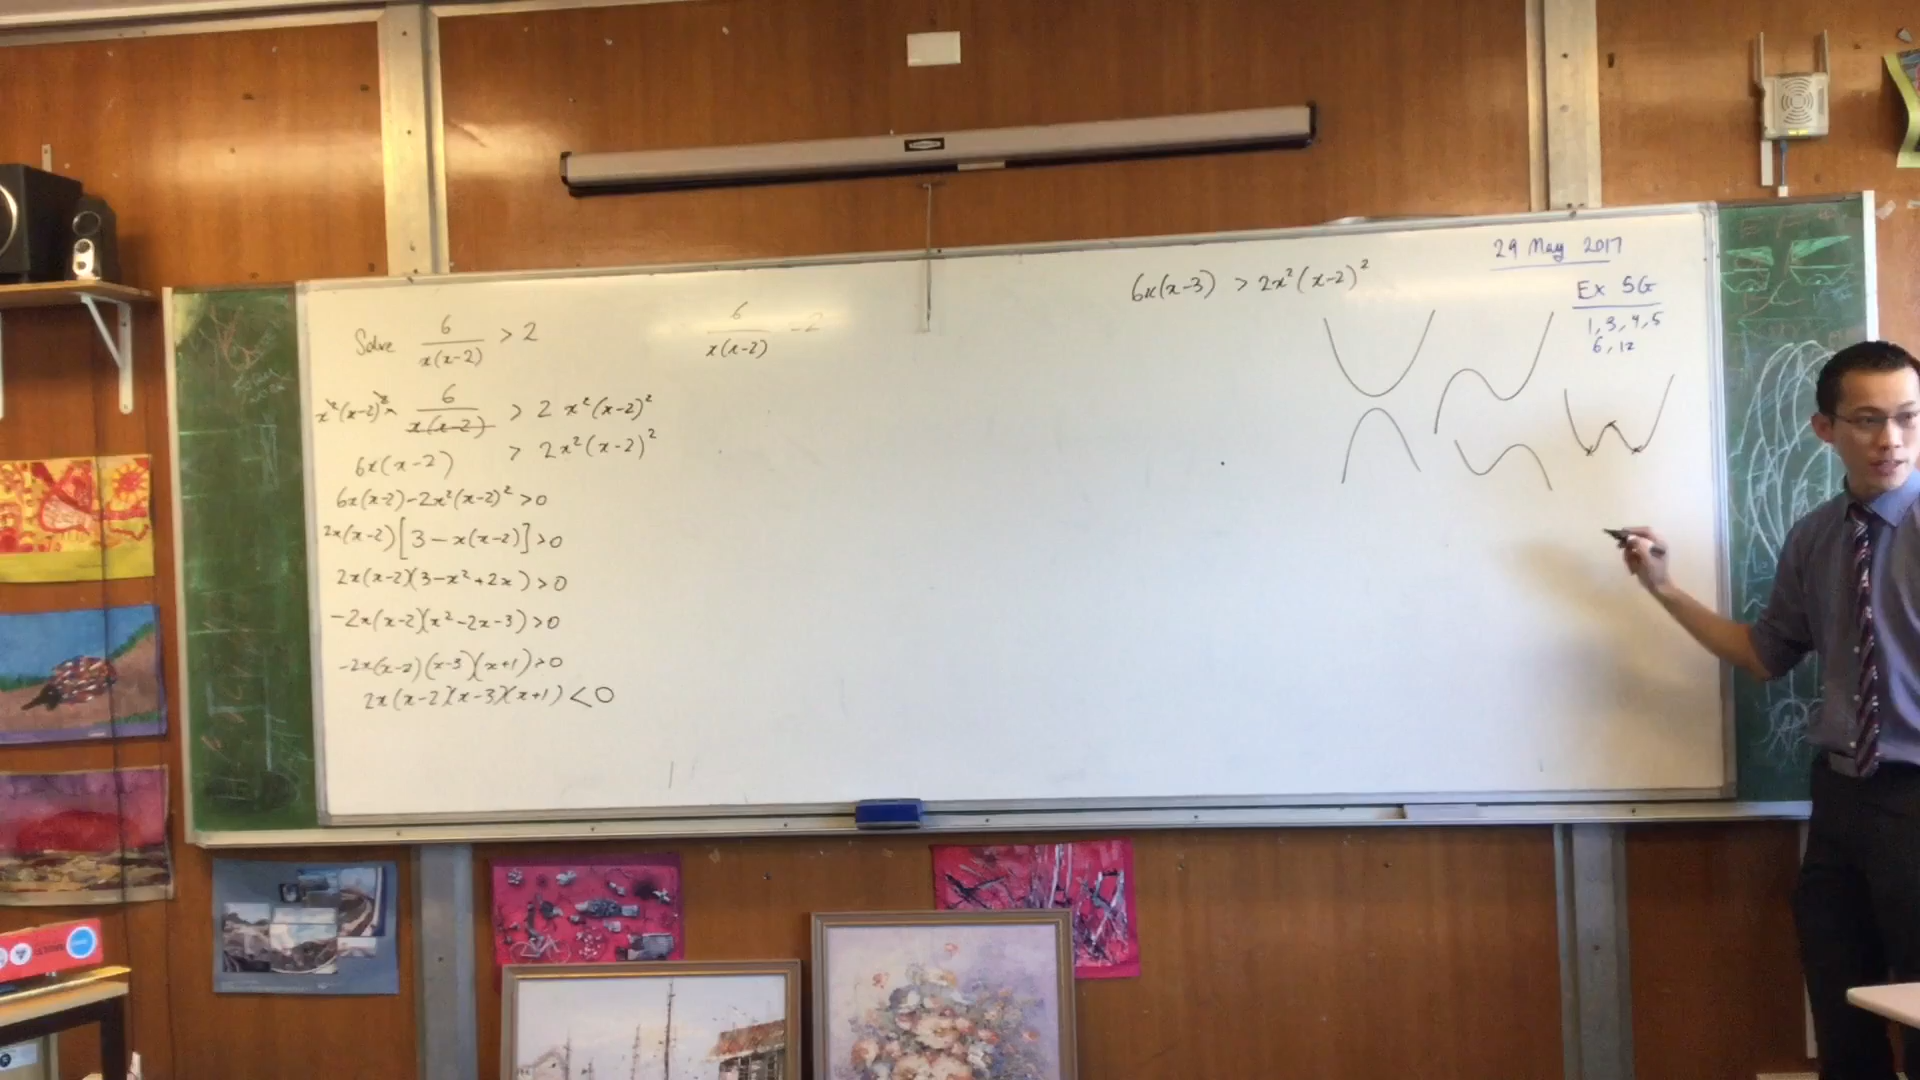 Solve 6/x(x-2) > 2
x²(x-2)² × 6/x(x-2) > 2 x²(x-2)²
6x(x-2) > 2x²(x-2)²
6x(x-2) - 2x²(x-2)² > 0
2x(x-2)[3 - x(x-2)] > 0
2x(x-2)(3-x²+2x) > 0
-2x(x-2)(x²-2x-3) > 0
-2x(x-2)(x-3)(x+1) > 0
2x(x-2)(x-3)(x+1) < 0
6/x(x-2) - 2
6x(x-3) > 2x²(x-2)²
29 May 2017
Ex 5G
1, 3, 4, 5
6, 12